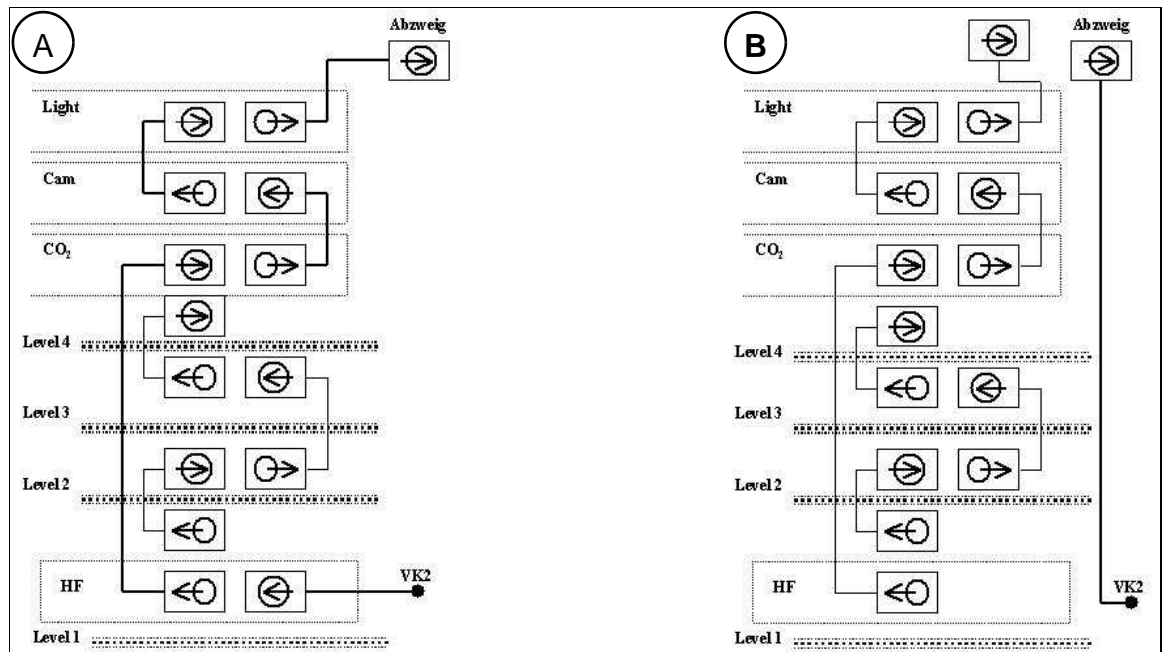 A
Abzweig
Light
Cam
CO₂
Level 4
Level 3
Level 2
HF
VK2
Level 1
B
Abzweig
Light
Cam
CO₂
Level 4
Level 3
Level 2
HF
VK2
Level 1